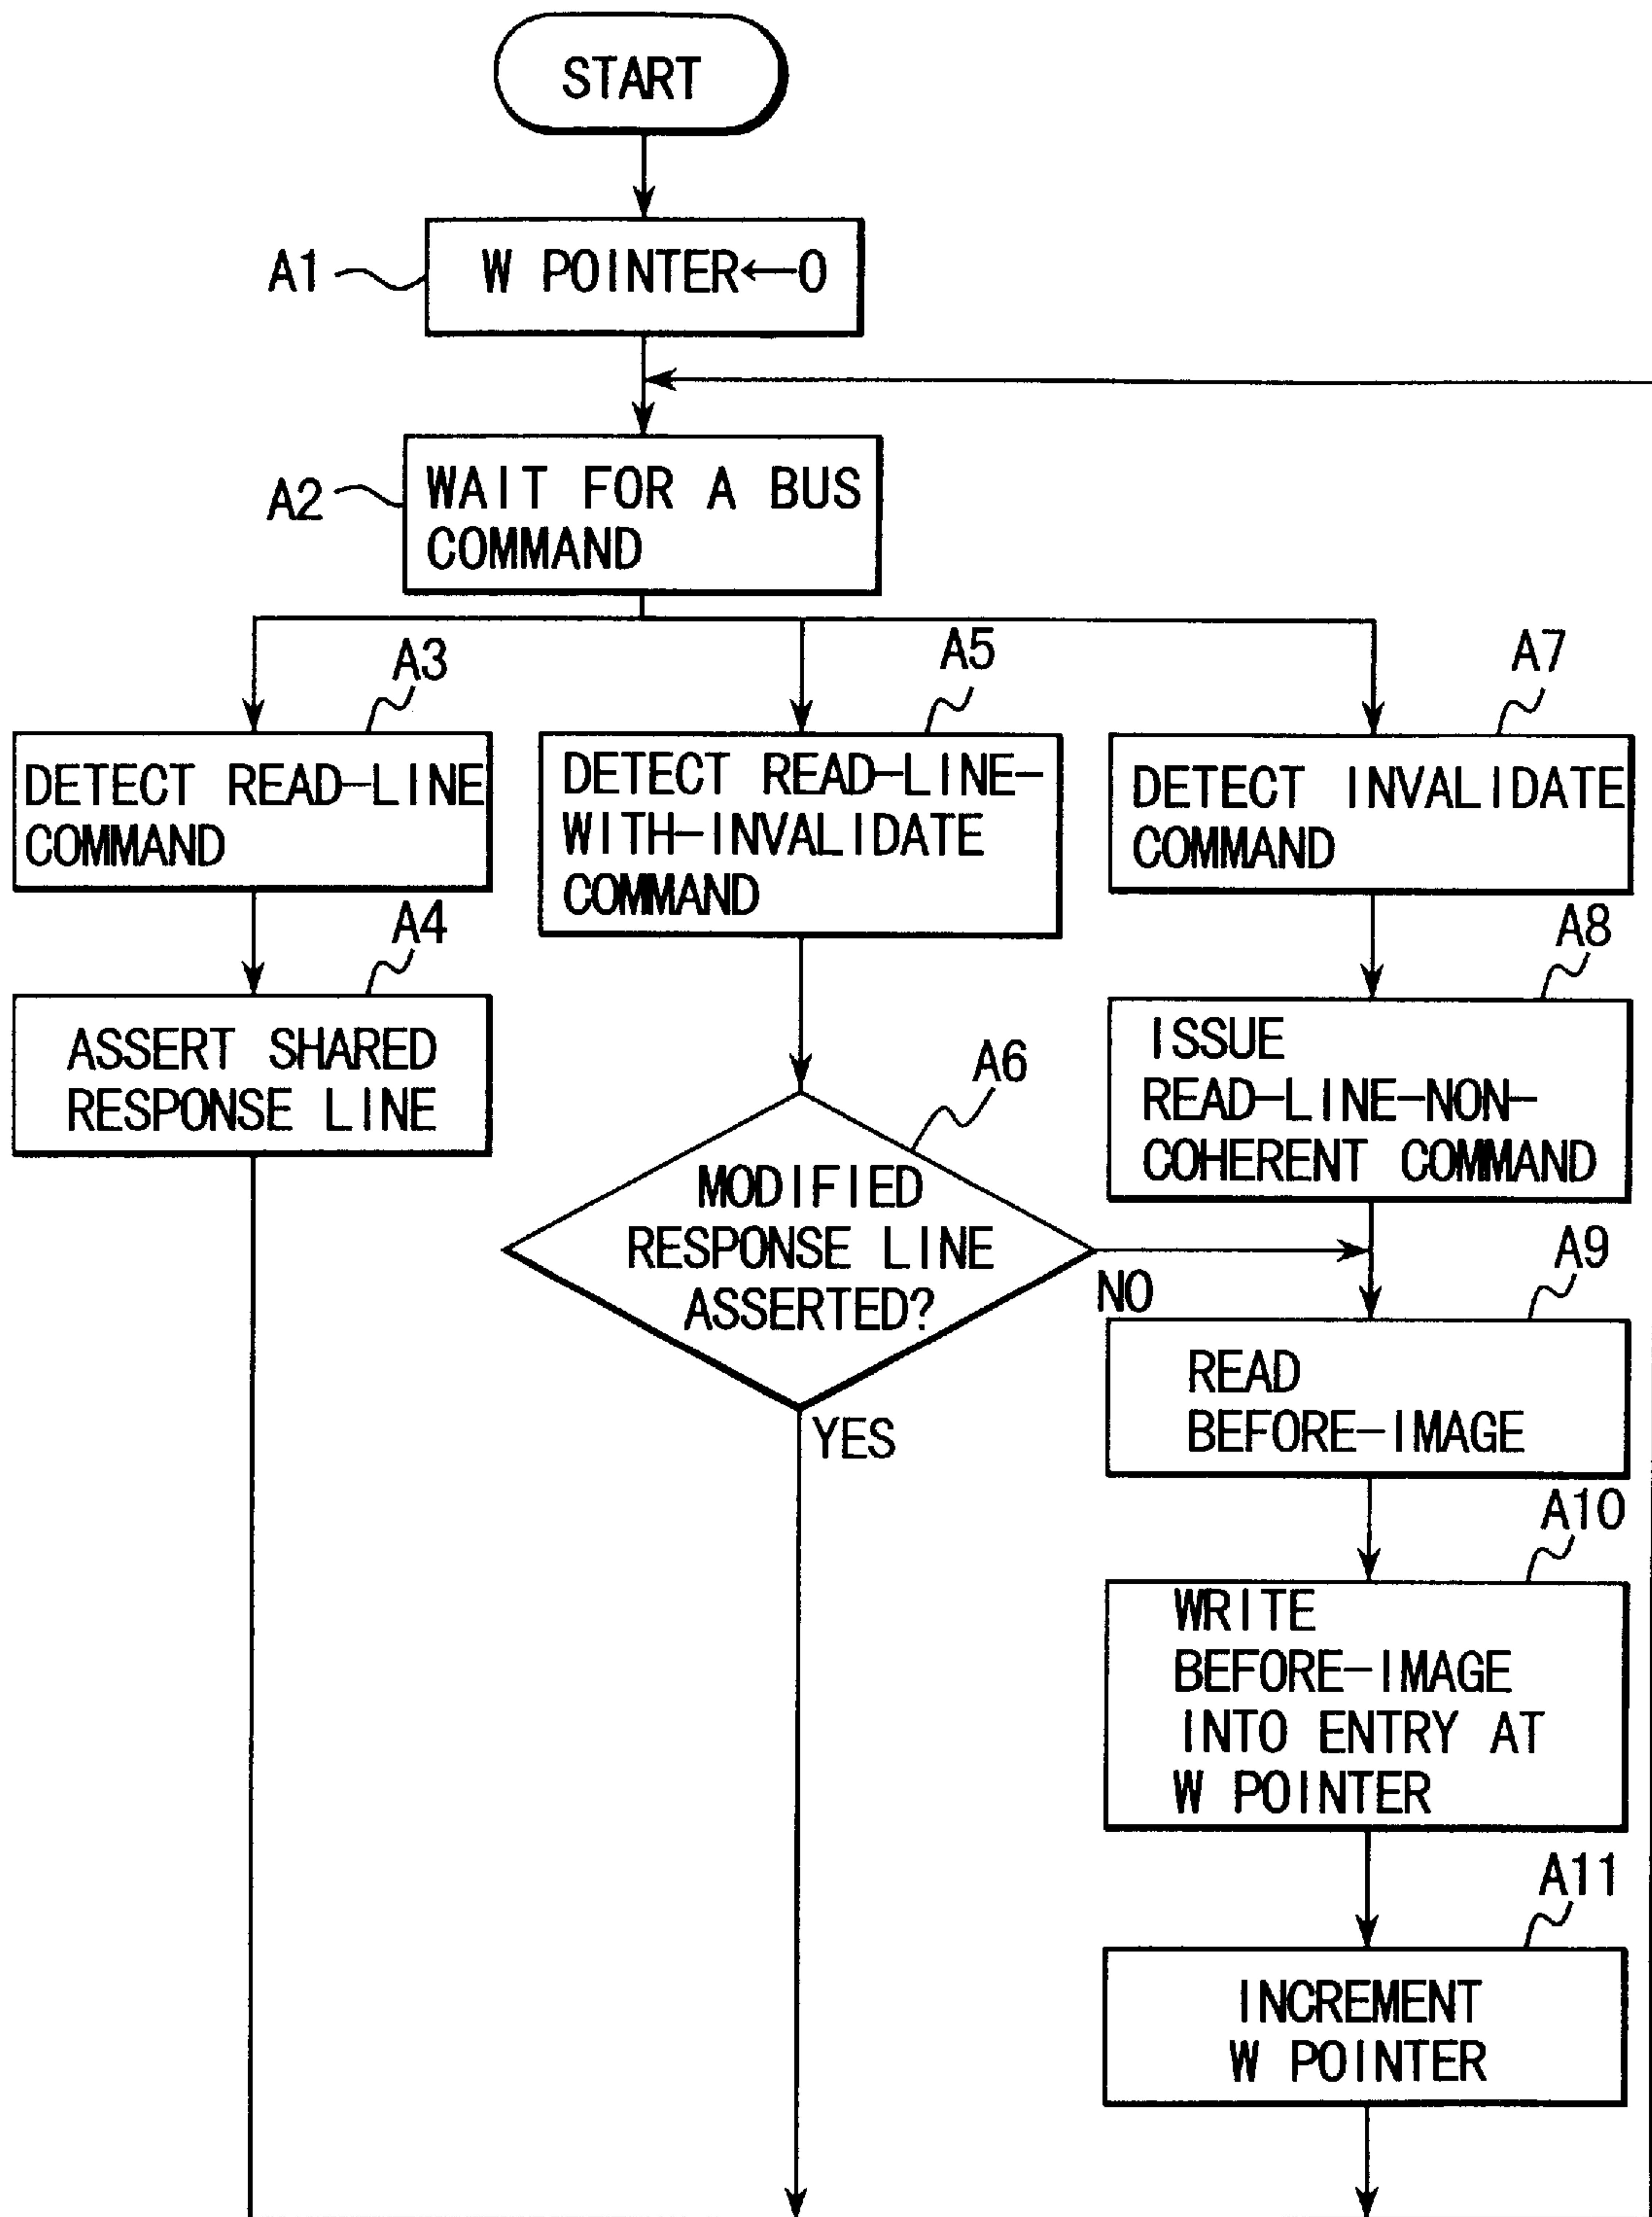 START
A1
W POINTER←0
A2
WAIT FOR A BUS
COMMAND
A3
DETECT READ-LINE
COMMAND
A4
ASSERT SHARED
RESPONSE LINE
A5
DETECT READ-LINE-
WITH-INVALIDATE
COMMAND
A6
MODIFIED
RESPONSE LINE
ASSERTED?
NO
YES
A7
DETECT INVALIDATE
COMMAND
A8
ISSUE
READ-LINE-NON-
COHERENT COMMAND
A9
READ
BEFORE-IMAGE
A10
WRITE
BEFORE-IMAGE
INTO ENTRY AT
W POINTER
A11
INCREMENT
W POINTER